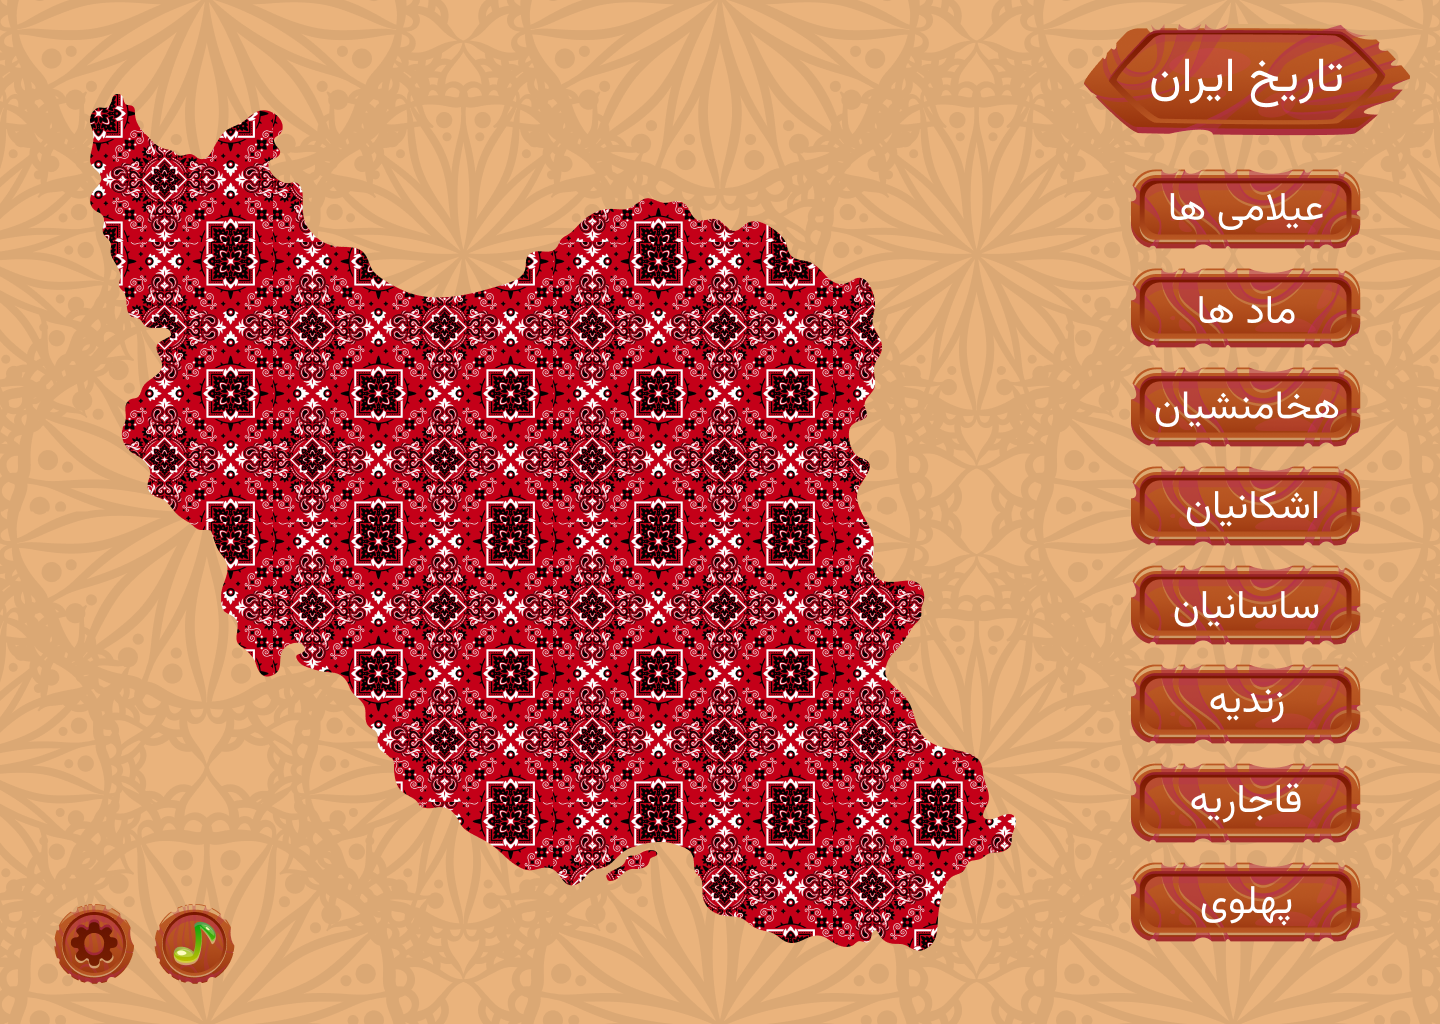 تاریخ ایران
عیلامی ها
ماد ها
هخامنشیان
اشکانیان
ساسانیان
زندیه
قاجاریه
پهلوی